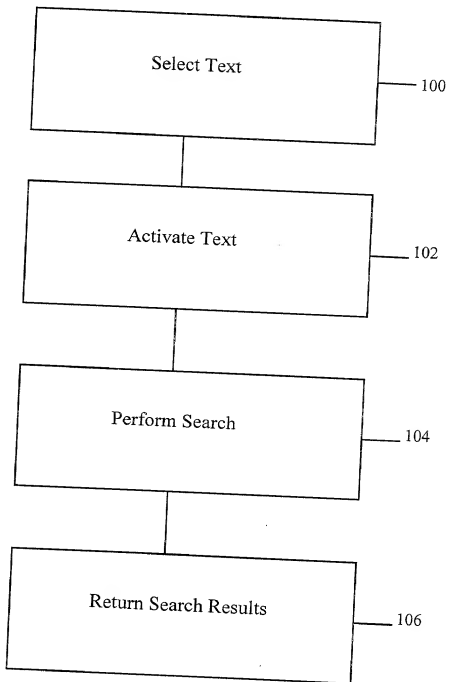 Select Text
100
Activate Text
102
Perform Search
104
Return Search Results
106